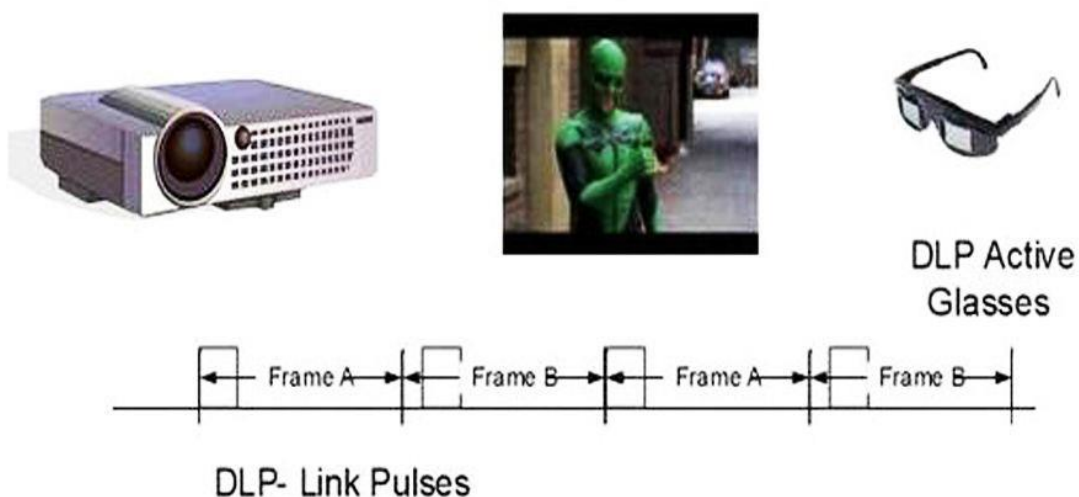 DLP Active
Glasses
Frame A
Frame B
Frame A
Frame B
DLP- Link Pulses